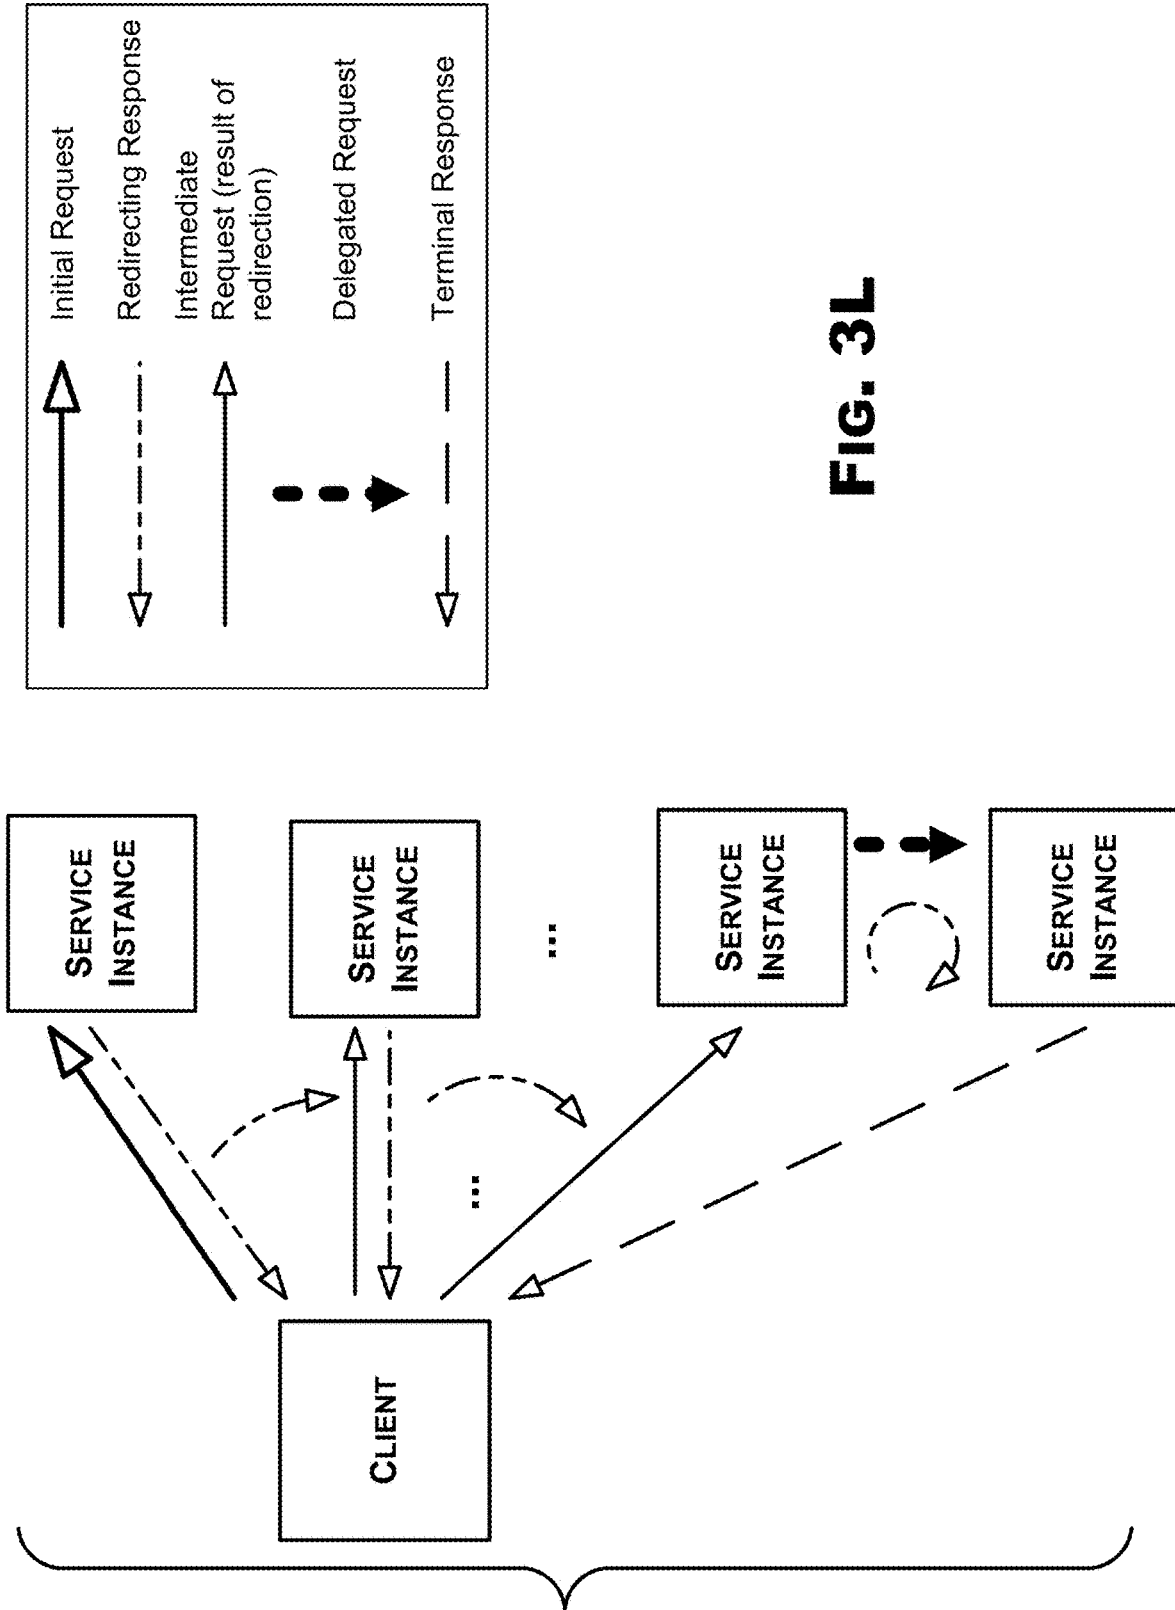 CLIENT
SERVICE
INSTANCE
SERVICE
INSTANCE
...
...
SERVICE
INSTANCE
SERVICE
INSTANCE
Initial Request
Redirecting Response
Intermediate
Request (result of
redirection)
Delegated Request
Terminal Response
FIG. 3L